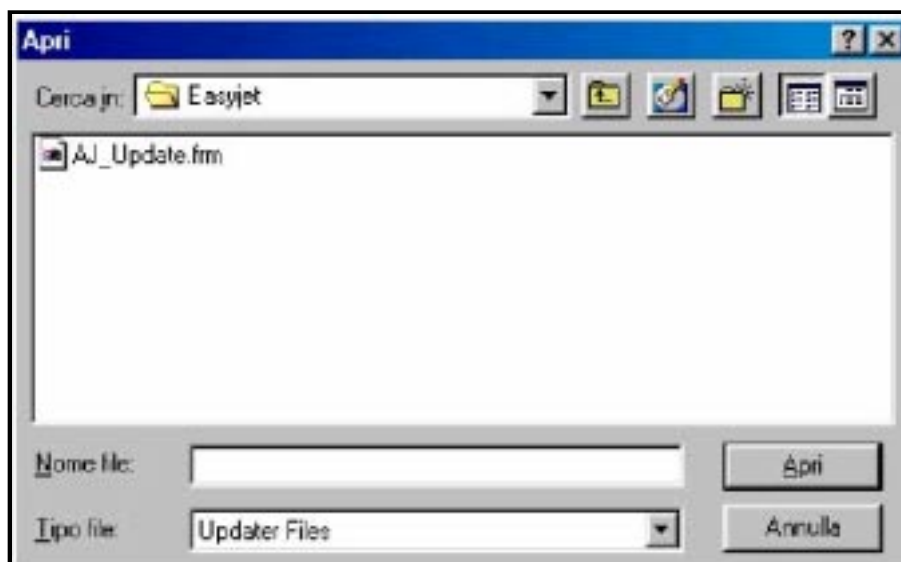 Apri
Cerca in: Easyjet
AJ_Update.frm
Nome file:
Apri
Tipo file: Updater Files
Annulla